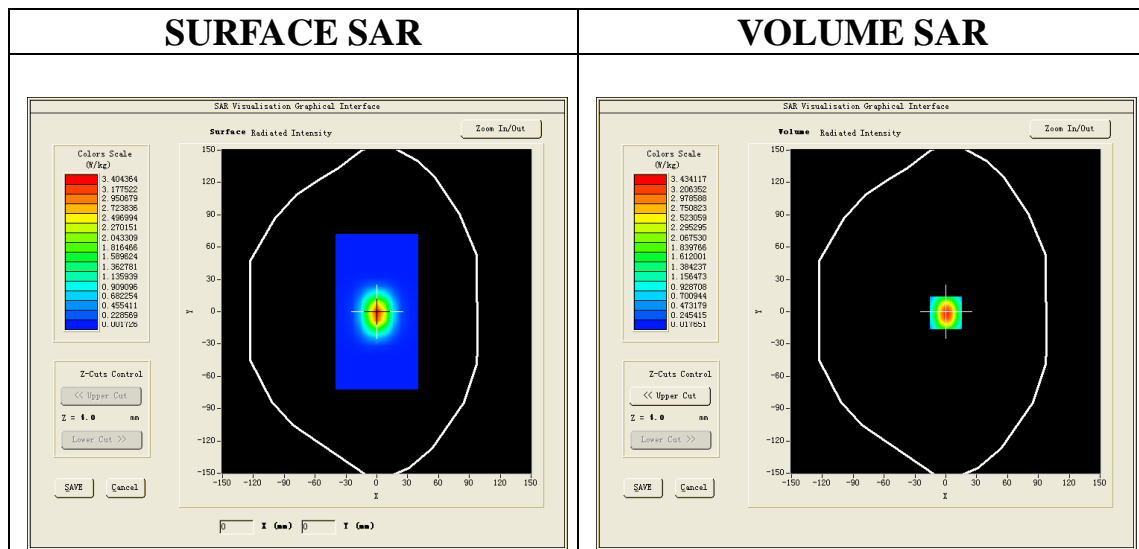 SURFACE SAR
VOLUME SAR
SAR Visualisation Graphical Interface
Surface Radiated Intensity
Zoom In/Out
Colors Scale
(W/kg)
3.404364
3.177522
2.950679
2.723836
2.496994
2.270151
2.043309
1.816466
1.589624
1.362781
1.135939
0.909096
0.682254
0.455411
0.228569
0.001726
Z-Cuts Control
<< Upper Cut
Z = 4.0 mm
Lower Cut >>
SAVE Cancel
150
120
90
60
30
0
-30
-60
-90
-120
-150
Y
-150 -120 -90 -60 -30 0 30 60 90 120 150
X
0 X (mm) 0 Y (mm)
SAR Visualisation Graphical Interface
Volume Radiated Intensity
Zoom In/Out
Colors Scale
(W/kg)
3.434117
3.206352
2.978588
2.750823
2.523059
2.295295
2.067530
1.839766
1.612001
1.384237
1.156473
0.928708
0.700944
0.473179
0.245415
0.017651
Z-Cuts Control
<< Upper Cut
Z = 4.0 mm
Lower Cut >>
SAVE Cancel
150
120
90
60
30
0
-30
-60
-90
-120
-150
Y
-150 -120 -90 -60 -30 0 30 60 90 120 150
X